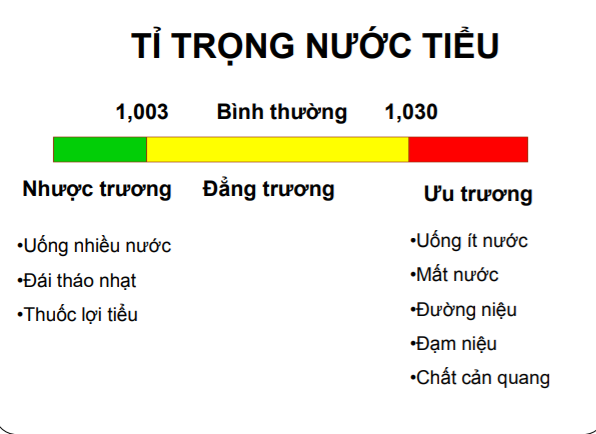 TỈ TRỌNG NƯỚC TIỂU
1,003 Bình thường 1,030
Nhược trương Đẳng trương Ưu trương
•Uống nhiều nước
•Đái tháo nhạt
•Thuốc lợi tiểu
•Uống ít nước
•Mất nước
•Đường niệu
•Đạm niệu
•Chất cản quang